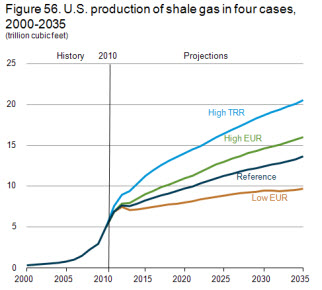 Figure 56. U.S. production of shale gas in four cases,
2000-2035
(trillion cubic feet)
History 2010 Projections
25
20
15
10
5
0
High TRR
High EUR
Reference
Low EUR
2000 2005 2010 2015 2020 2025 2030 2035